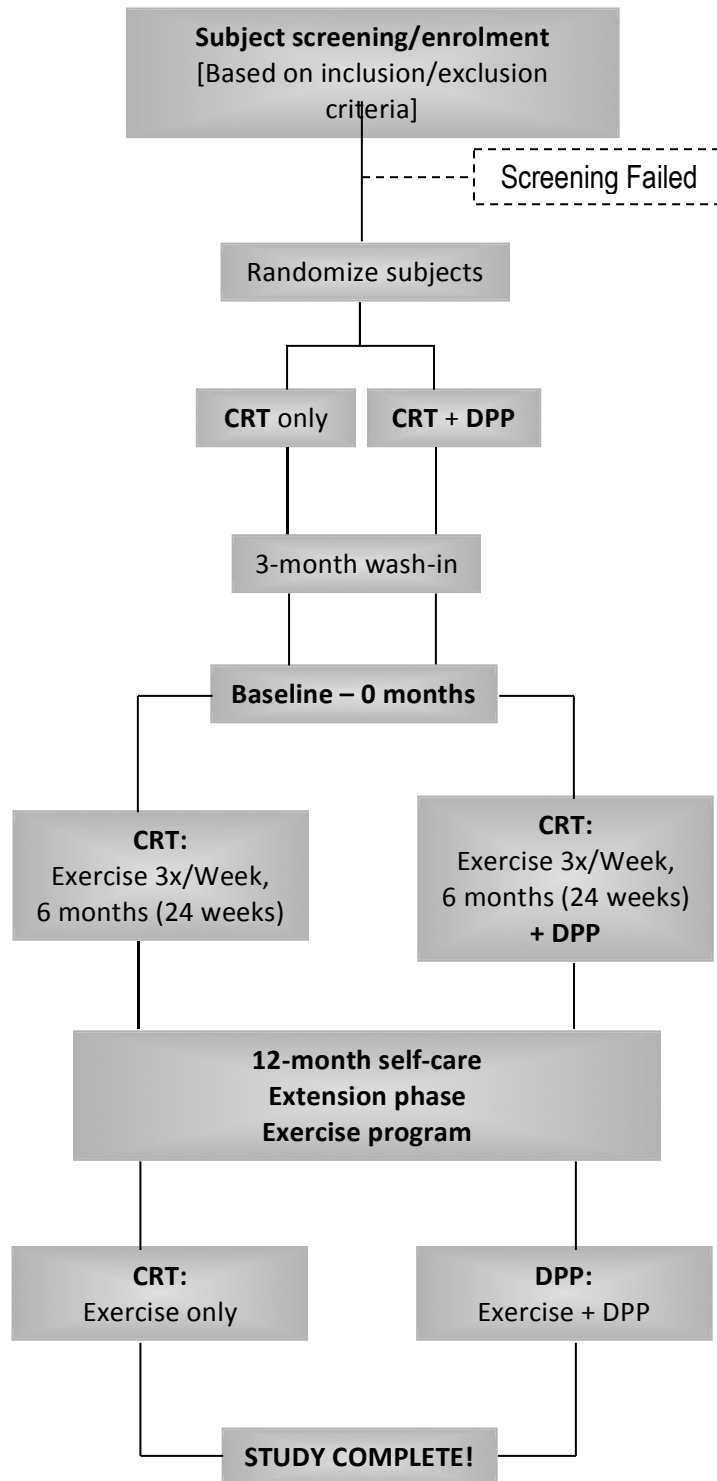 Subject screening/enrolment
[Based on inclusion/exclusion
criteria]
Screening Failed
Randomize subjects
CRT only
CRT + DPP
3-month wash-in
Baseline – 0 months
CRT:
Exercise 3x/Week,
6 months (24 weeks)
CRT:
Exercise 3x/Week,
6 months (24 weeks)
+ DPP
12-month self-care
Extension phase
Exercise program
CRT:
Exercise only
DPP:
Exercise + DPP
STUDY COMPLETE!